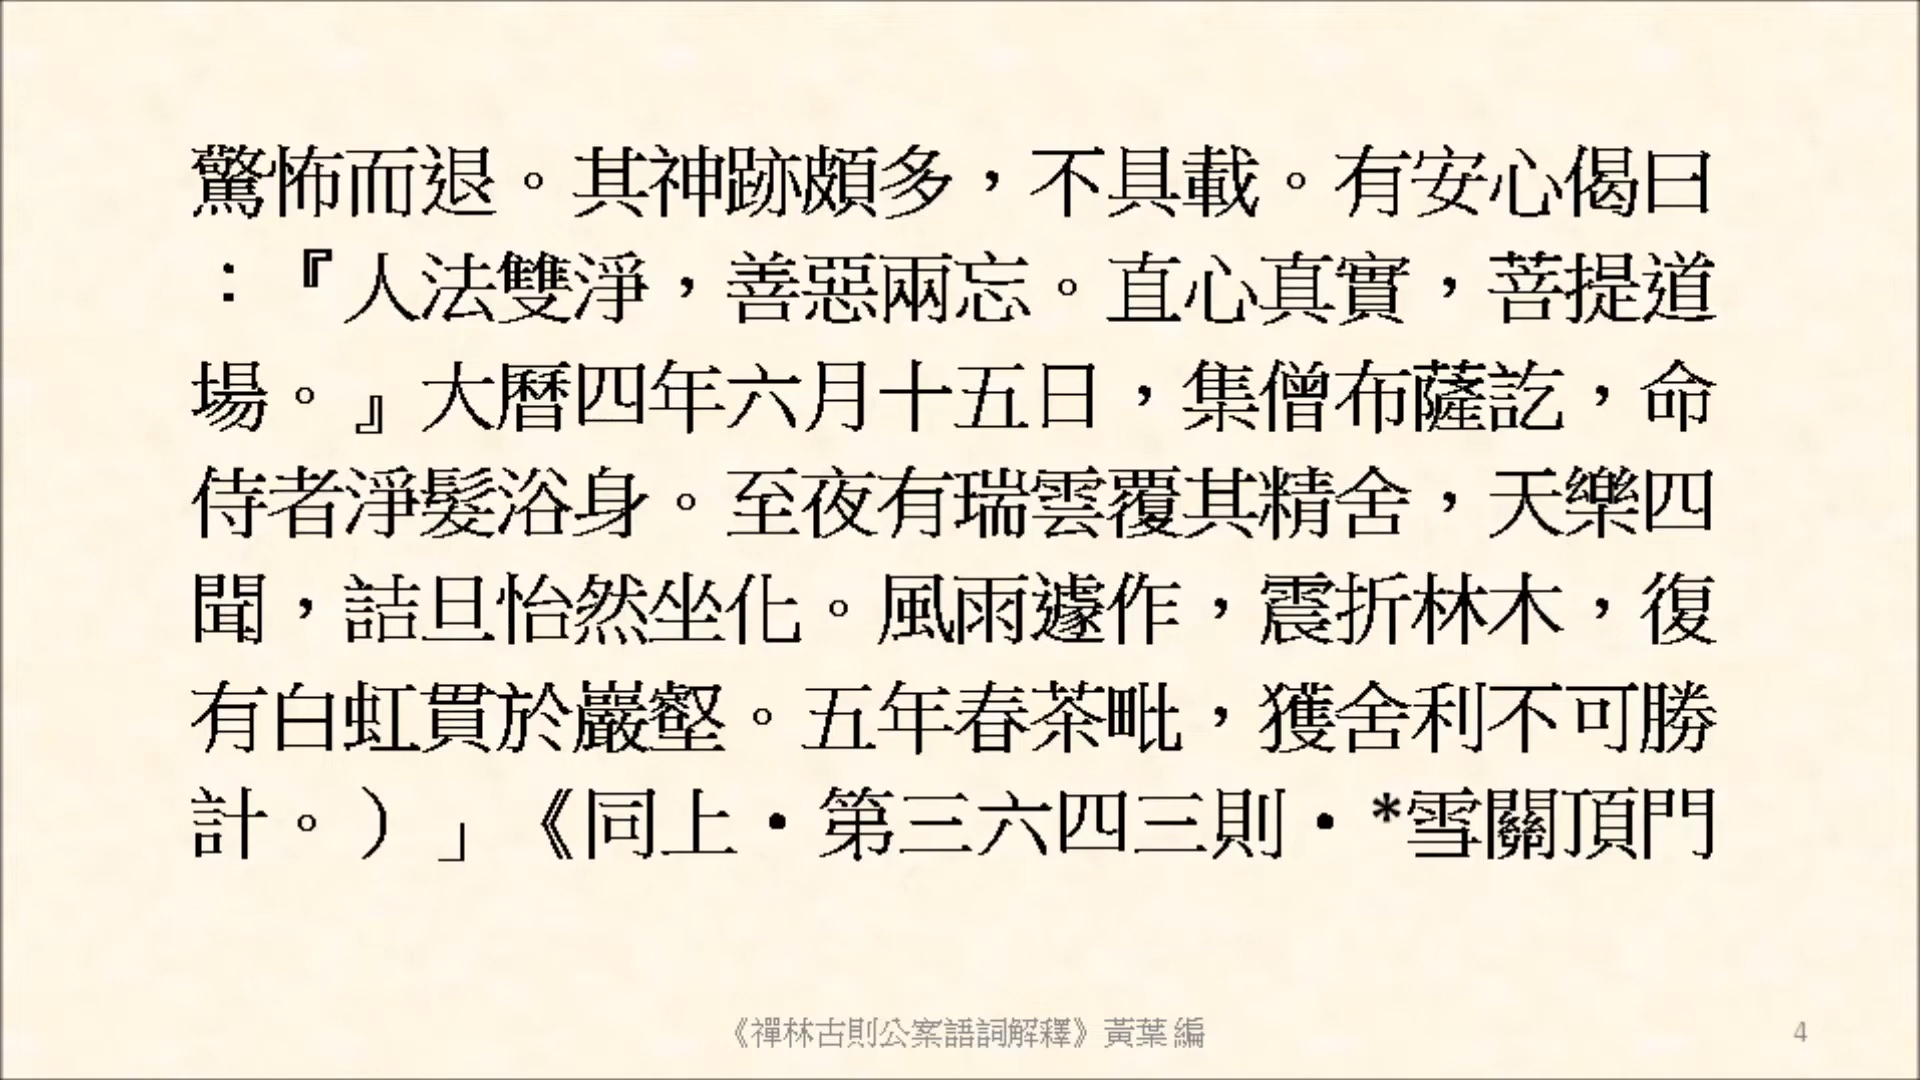 驚怖而退。其神跡頗多，不具載。有安心偈曰
：『人法雙淨，善惡兩忘。直心真實，菩提道
場。』大曆四年六月十五日，集僧布薩訖，命
侍者淨髮浴身。至夜有瑞雲覆其精舍，天樂四
聞，詰旦怡然坐化。風雨遽作，震折林木，復
有白虹貫於巖壑。五年春茶毗，獲舍利不可勝
計。）」《同上‧第三六四三則‧*雪關頂門
《禪林古則公案語詞解釋》黃葉 編
4